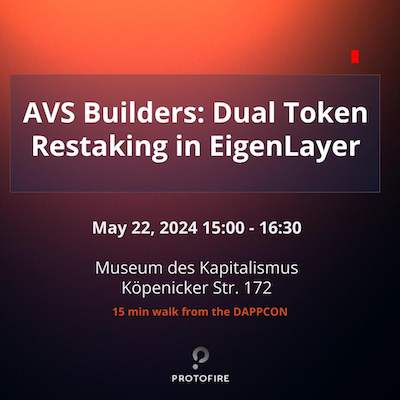 AVS Builders: Dual Token
Restaking in EigenLayer
May 22, 2024 15:00 - 16:30
Museum des Kapitalismus
Köpenicker Str. 172
15 min walk from the DAPPCON
PROTOFIRE